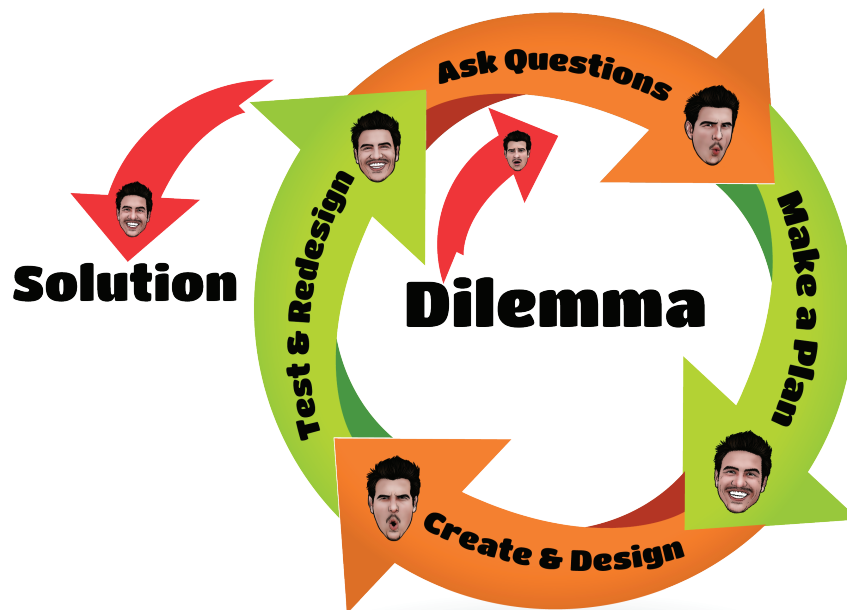 Ask Questions
Make a Plan
Create & Design
Test & Redesign
Solution
Dilemma